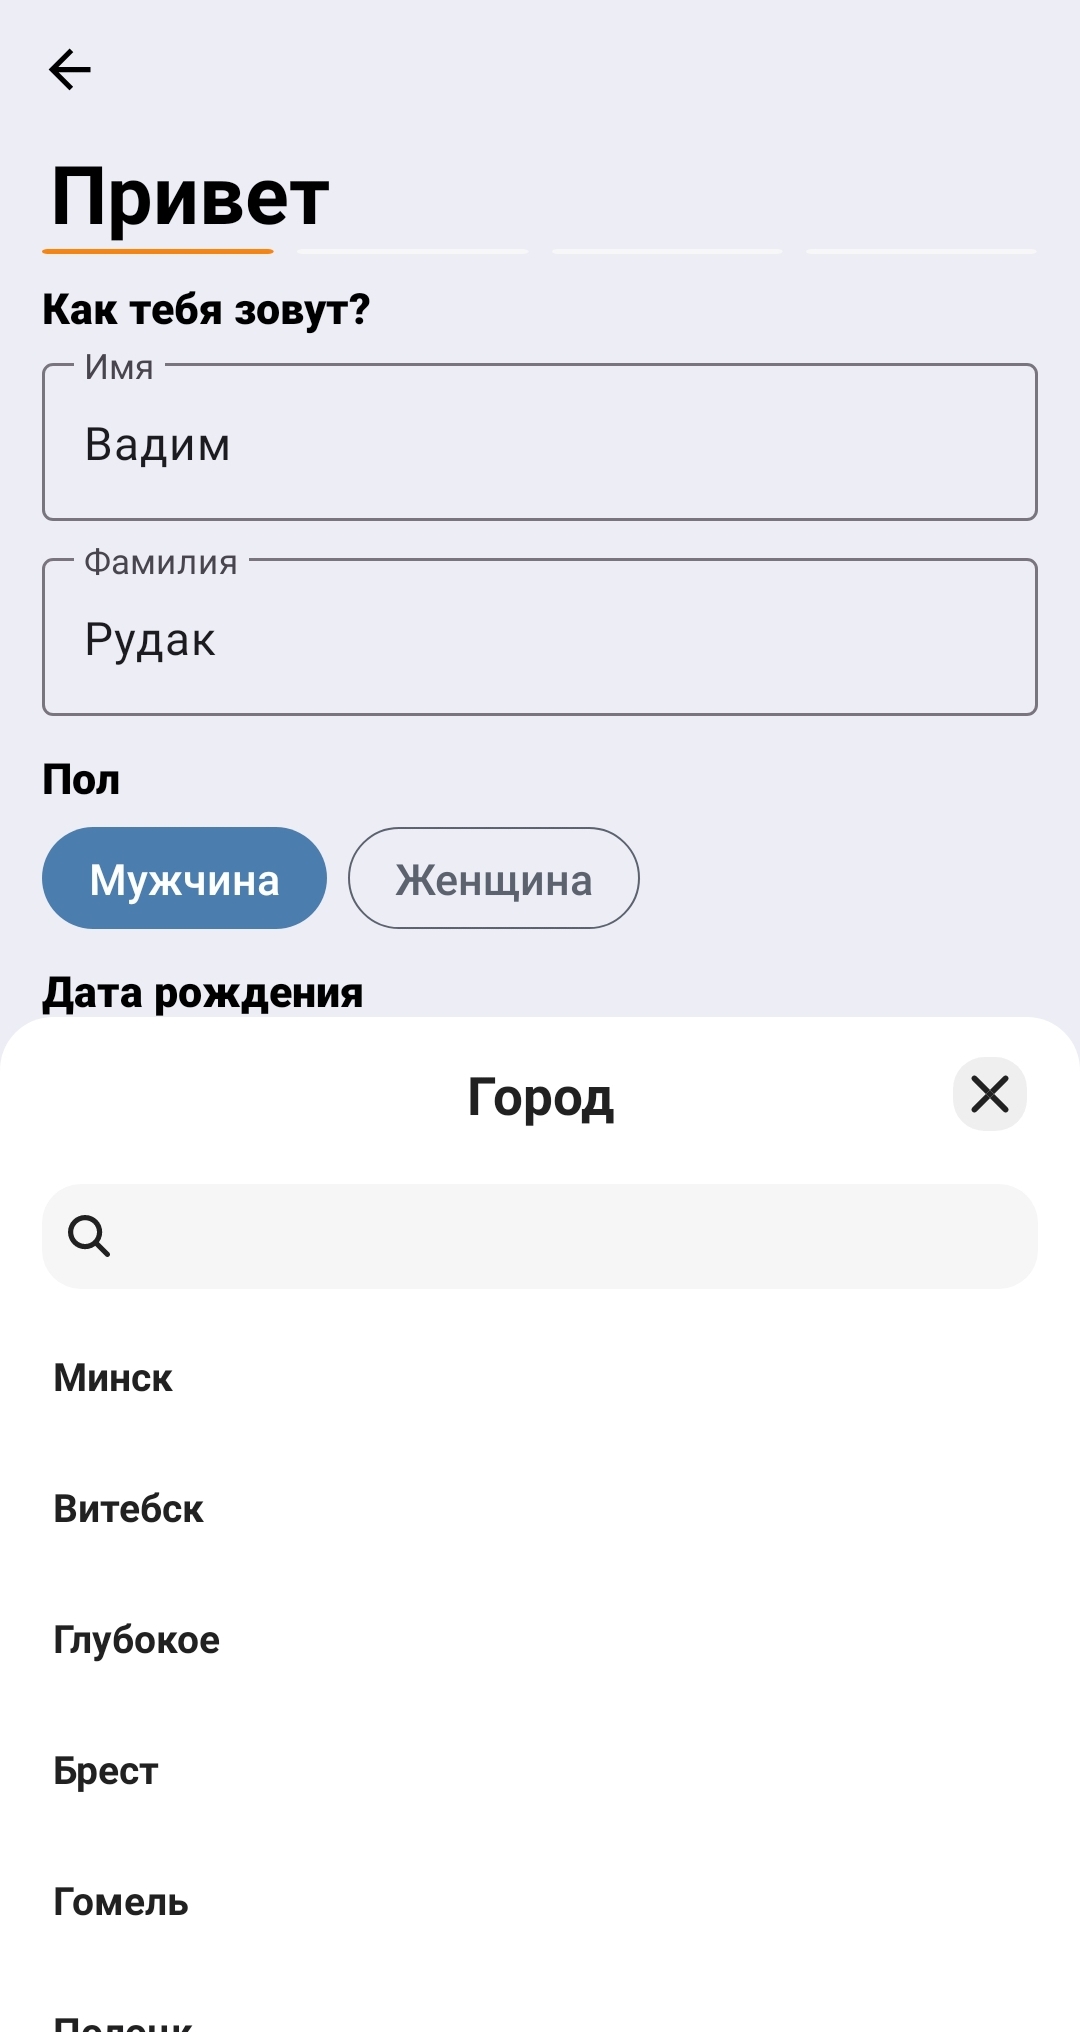 Привет
Как тебя зовут?
Имя
Вадим
Фамилия
Рудак
Пол
Мужчина Женщина
Дата рождения
Город
Минск
Витебск
Глубокое
Брест
Гомель